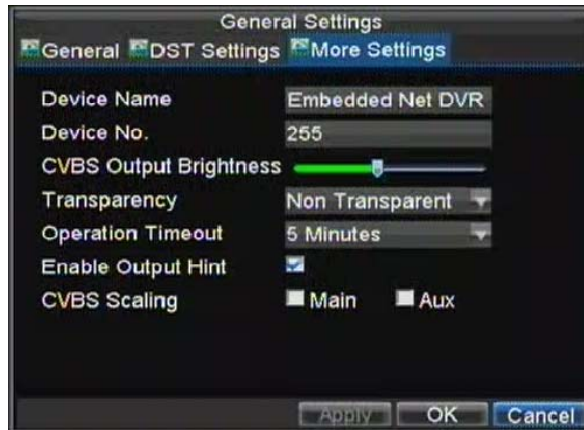 General Settings
General DST Settings More Settings
Device Name Embedded Net DVR
Device No. 255
CVBS Output Brightness
Transparency Non Transparent
Operation Timeout 5 Minutes
Enable Output Hint
CVBS Scaling Main Aux
Apply OK Cancel